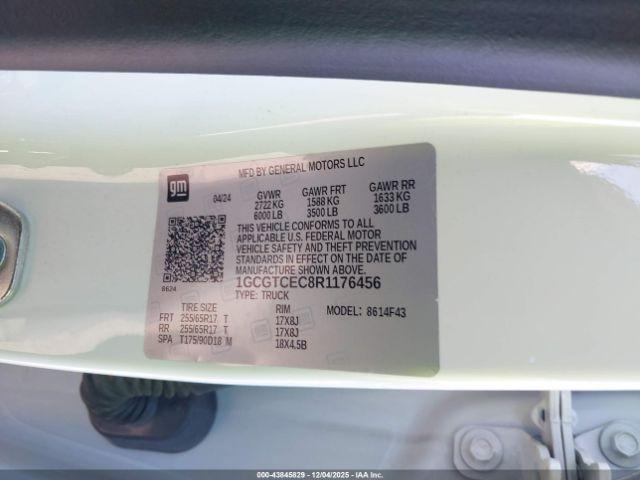 MFD BY GENERAL MOTORS LLC
gm
04/24 GVWR GAWR FRT GAWR RR
2722 KG 1588 KG 1633 KG
6000 LB 3500 LB 3600 LB
THIS VEHICLE CONFORMS TO ALL
APPLICABLE U.S. FEDERAL MOTOR
VEHICLE SAFETY AND THEFT PREVENTION
STANDARDS IN EFFECT ON THE DATE OF
MANUFACTURE SHOWN ABOVE.
8624
1GCGTCEC8R1176456
TYPE: TRUCK
TIRE SIZE RIM MODEL: 8614F43
FRT 255/65R17 T 17X8J
RR 255/65R17 T 17X8J
SPA T175/90D18 M 18X4.5B
00-43845829 - 12/04/2025 - IAAI, INC.